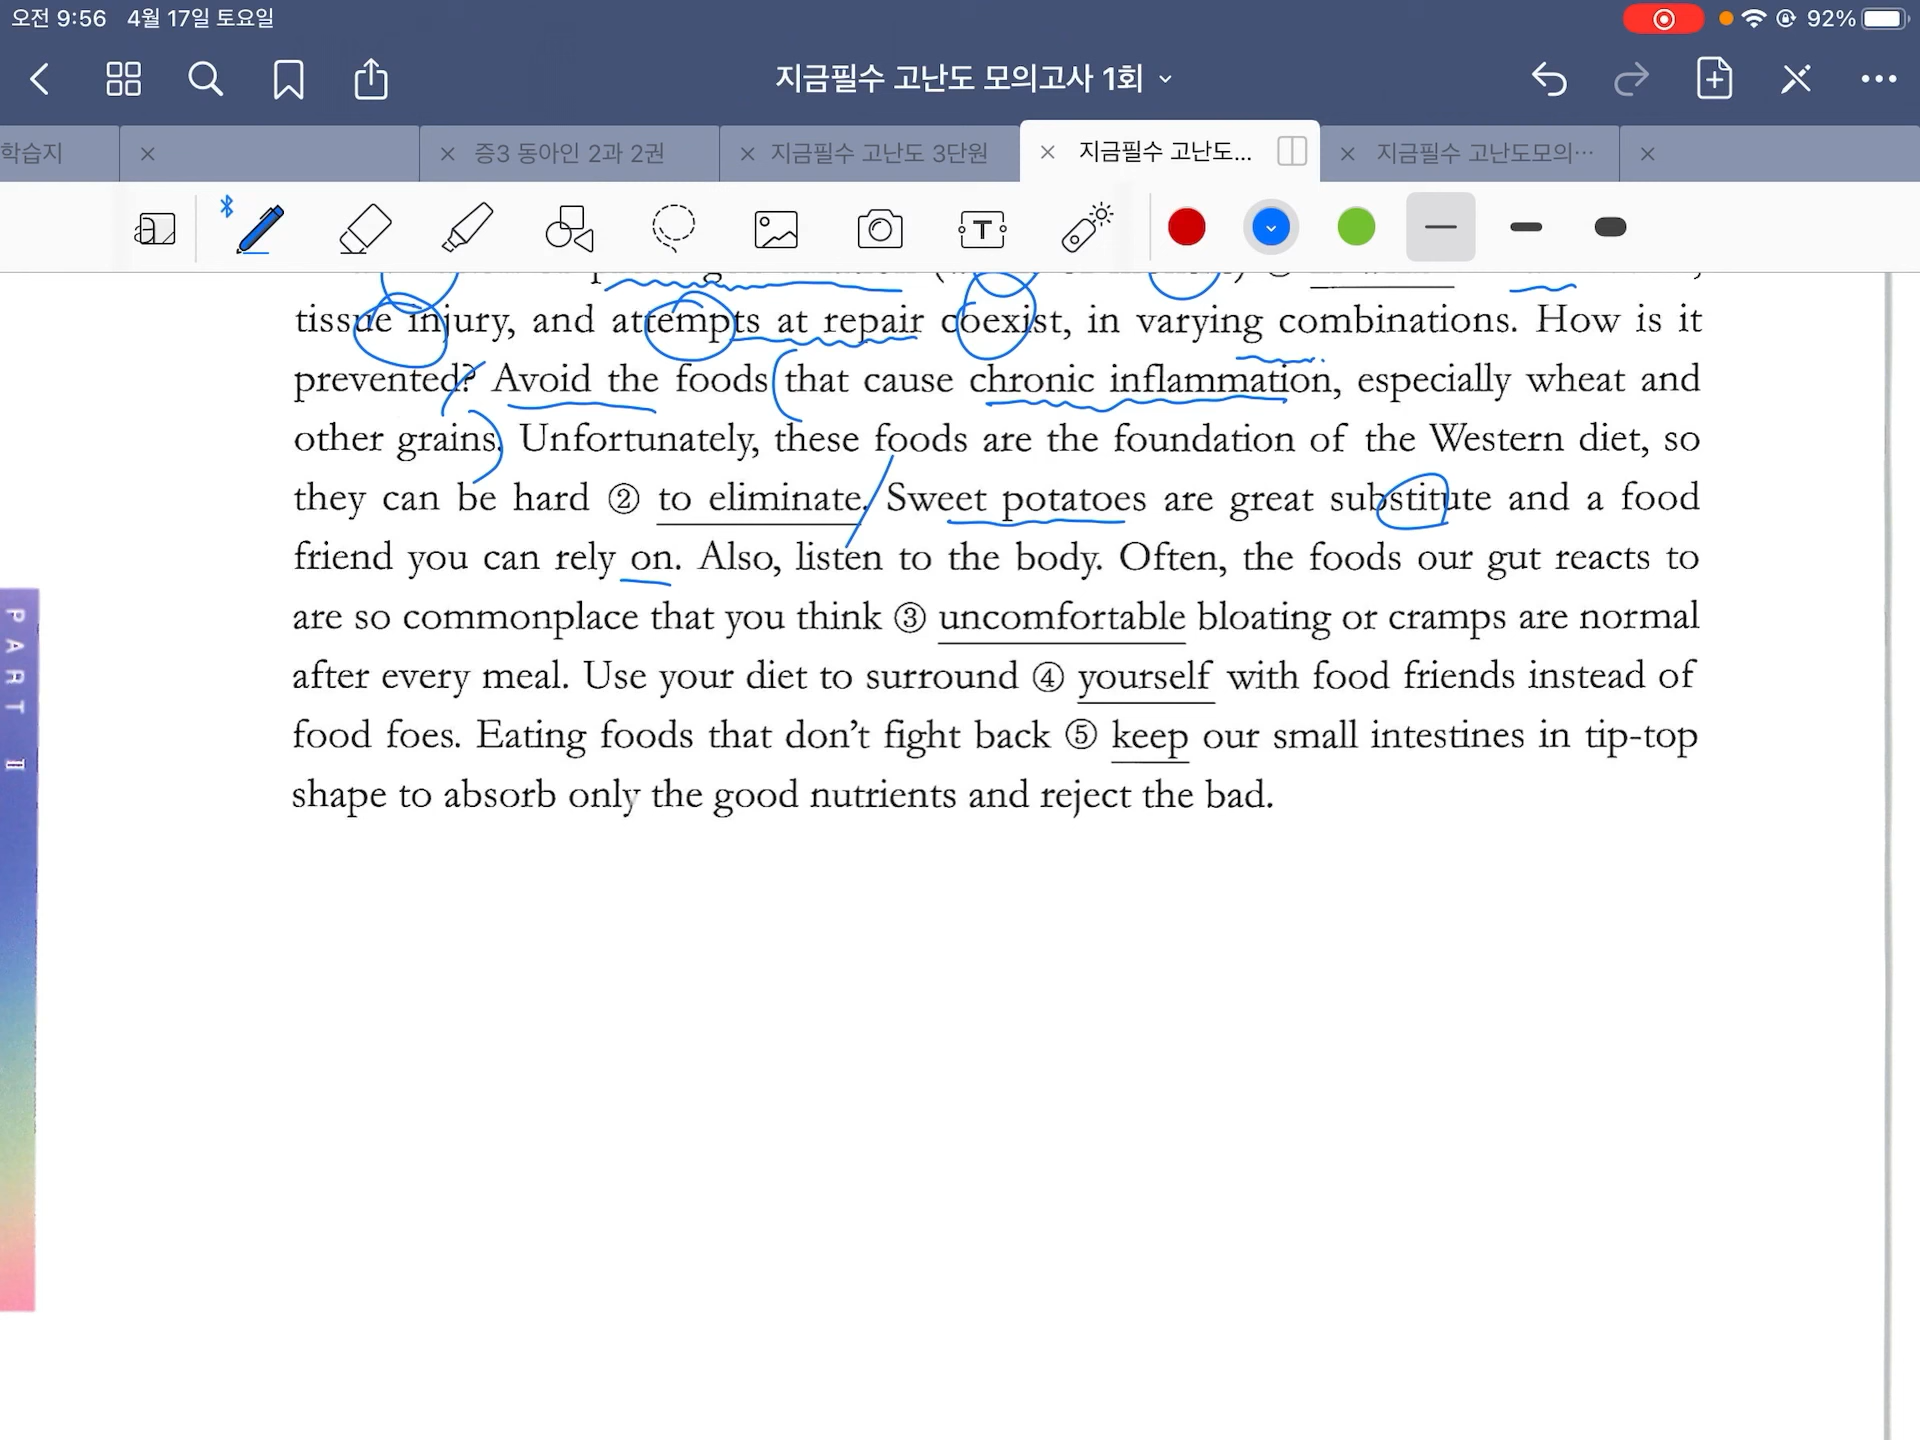 오전 9:56 4월 17일 토요일 92%
지금필수 고난도 모의고사 1회
학습지 증3 동아인 2과 2권 지금필수 고난도 3단원 지금필수 고난도... 지금필수 고난도모의...
tissue injury, and attempts at repair coexist, in varying combinations. How is it
prevented? Avoid the foods that cause chronic inflammation, especially wheat and
other grains. Unfortunately, these foods are the foundation of the Western diet, so
they can be hard ② to eliminate. Sweet potatoes are great substitute and a food
friend you can rely on. Also, listen to the body. Often, the foods our gut reacts to
are so commonplace that you think ③ uncomfortable bloating or cramps are normal
after every meal. Use your diet to surround ④ yourself with food friends instead of
food foes. Eating foods that don't fight back ⑤ keep our small intestines in tip-top
shape to absorb only the good nutrients and reject the bad.
PART Ⅱ